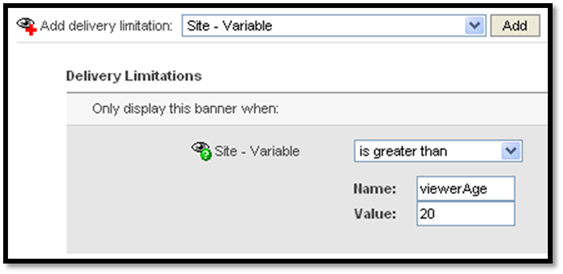 Add delivery limitation: Site - Variable Add
Delivery Limitations
Only display this banner when:
Site - Variable is greater than
Name: viewerAge
Value: 20